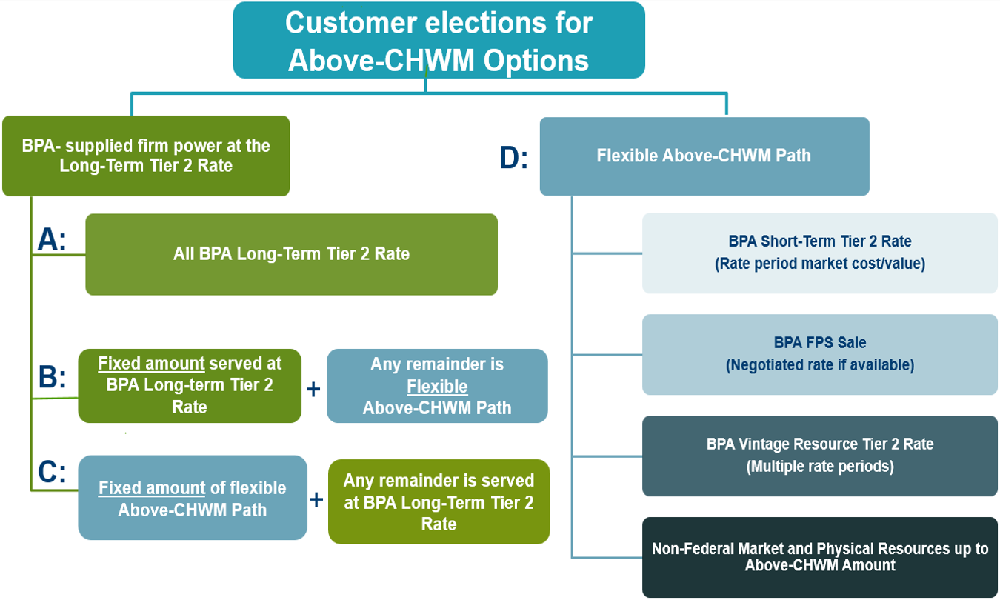 Customer elections for
Above-CHWM Options
BPA- supplied firm power at the
Long-Term Tier 2 Rate
A:
All BPA Long-Term Tier 2 Rate
B:
Fixed amount served at
BPA Long-term Tier 2
Rate
+
Any remainder is
Flexible
Above-CHWM Path
C:
Fixed amount of flexible
Above-CHWM Path
+
Any remainder is served
at BPA Long-Term Tier 2
Rate
D:
Flexible Above-CHWM Path
BPA Short-Term Tier 2 Rate
(Rate period market cost/value)
BPA FPS Sale
(Negotiated rate if available)
BPA Vintage Resource Tier 2 Rate
(Multiple rate periods)
Non-Federal Market and Physical Resources up to
Above-CHWM Amount